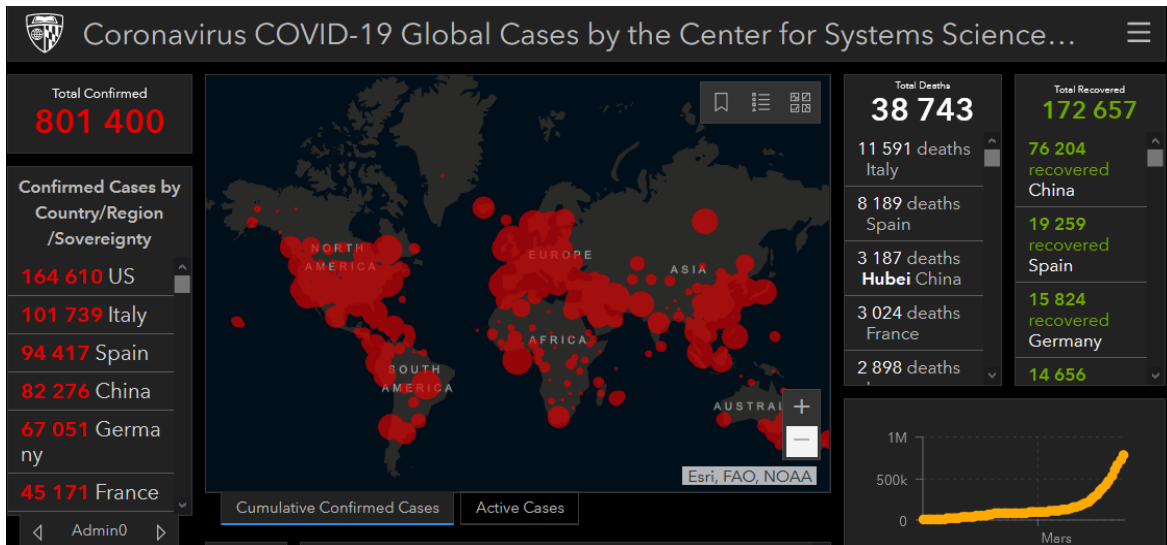 Coronavirus COVID-19 Global Cases by the Center for Systems Scienc...
Total Confirmed
801 400
Confirmed Cases by
Country/Region
/Sovereignty
164 610 US
101 739 Italy
94 417 Spain
82 276 China
67 051 Germa
ny
45 171 France
Admin0
NORTH
AMERICA
EUROPE
ASIA
AFRICA
SOUTH
AMERICA
AUSTRAL
+
−
Esri, FAO, NOAA
Cumulative Confirmed Cases
Active Cases
Total Deaths
38 743
11 591 deaths
Italy
8 189 deaths
Spain
3 187 deaths
Hubei China
3 024 deaths
France
2 898 deaths
Total Recovered
172 657
76 204
recovered
China
19 259
recovered
Spain
15 824
recovered
Germany
14 656
1M
500k
0
Mars